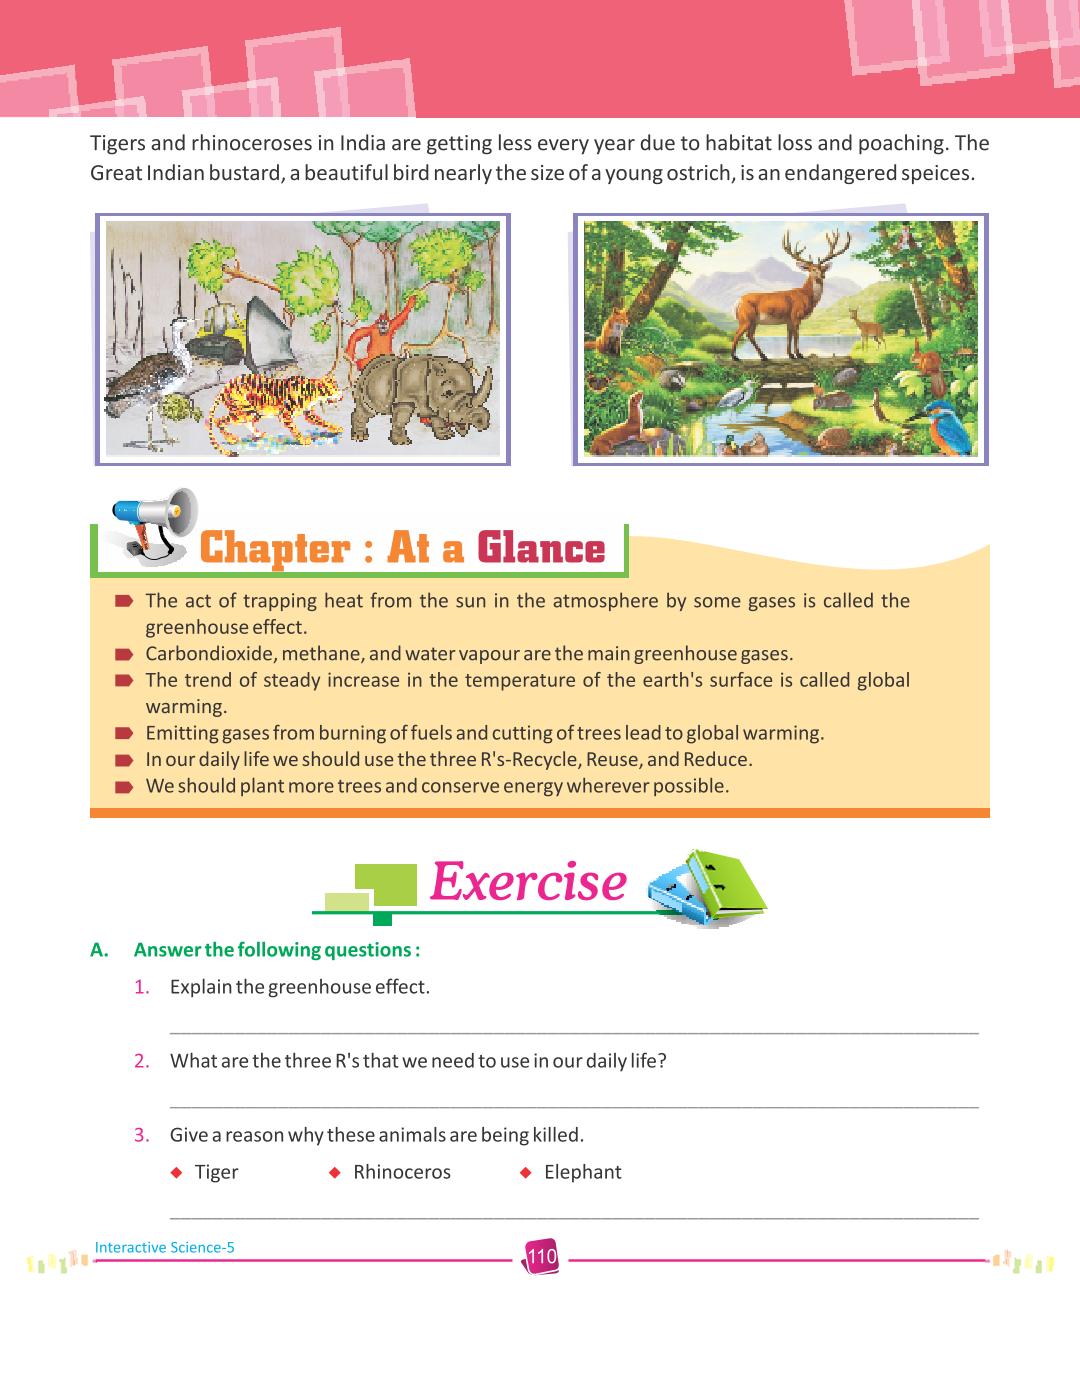 Tigers and rhinoceroses in India are getting less every year due to habitat loss and poaching. The
Great Indian bustard, a beautiful bird nearly the size of a young ostrich, is an endangered speices.
Chapter : At a Glance
The act of trapping heat from the sun in the atmosphere by some gases is called the
greenhouse effect.
Carbondioxide, methane, and water vapour are the main greenhouse gases.
The trend of steady increase in the temperature of the earth's surface is called global
warming.
Emitting gases from burning of fuels and cutting of trees lead to global warming.
In our daily life we should use the three R's-Recycle, Reuse, and Reduce.
We should plant more trees and conserve energy wherever possible.
Exercise
A. Answer the following questions :
1. Explain the greenhouse effect.
2. What are the three R's that we need to use in our daily life?
3. Give a reason why these animals are being killed.
Tiger Rhinoceros Elephant
Interactive Science-5
110